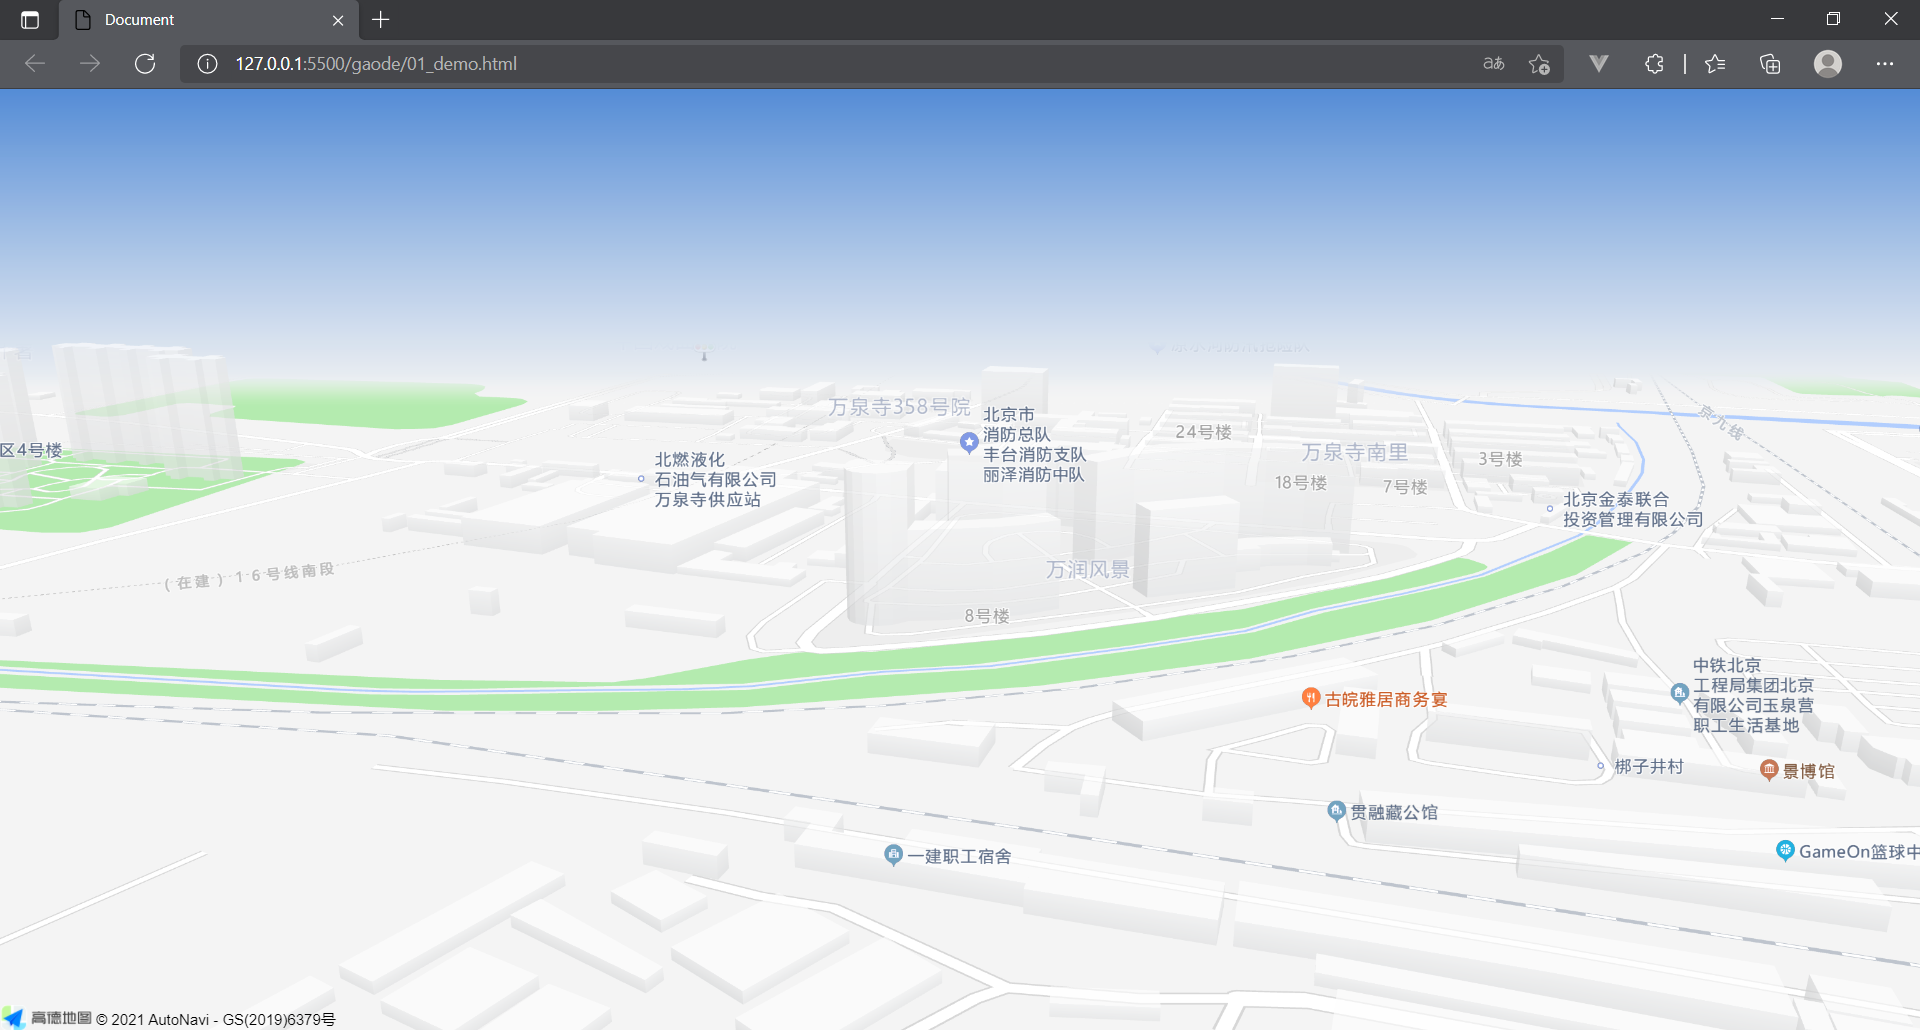 Document
127.0.0.1:5500/gaode/01_demo.html
aあ
万泉寺358号院
北京市
消防总队
丰台消防支队
丽泽消防中队
24号楼
京九线
区4号楼
万泉寺南里
3号楼
北燃液化
石油气有限公司
万泉寺供应站
18号楼
7号楼
北京金泰联合
投资管理有限公司
(在建)16号线南段
万润风景
8号楼
中铁北京
工程局集团北京
有限公司玉泉营
职工生活基地
古皖雅居商务宴
梆子井村
景博馆
贯融藏公馆
一建职工宿舍
GameOn篮球中
高德地图 © 2021 AutoNavi - GS(2019)6379号